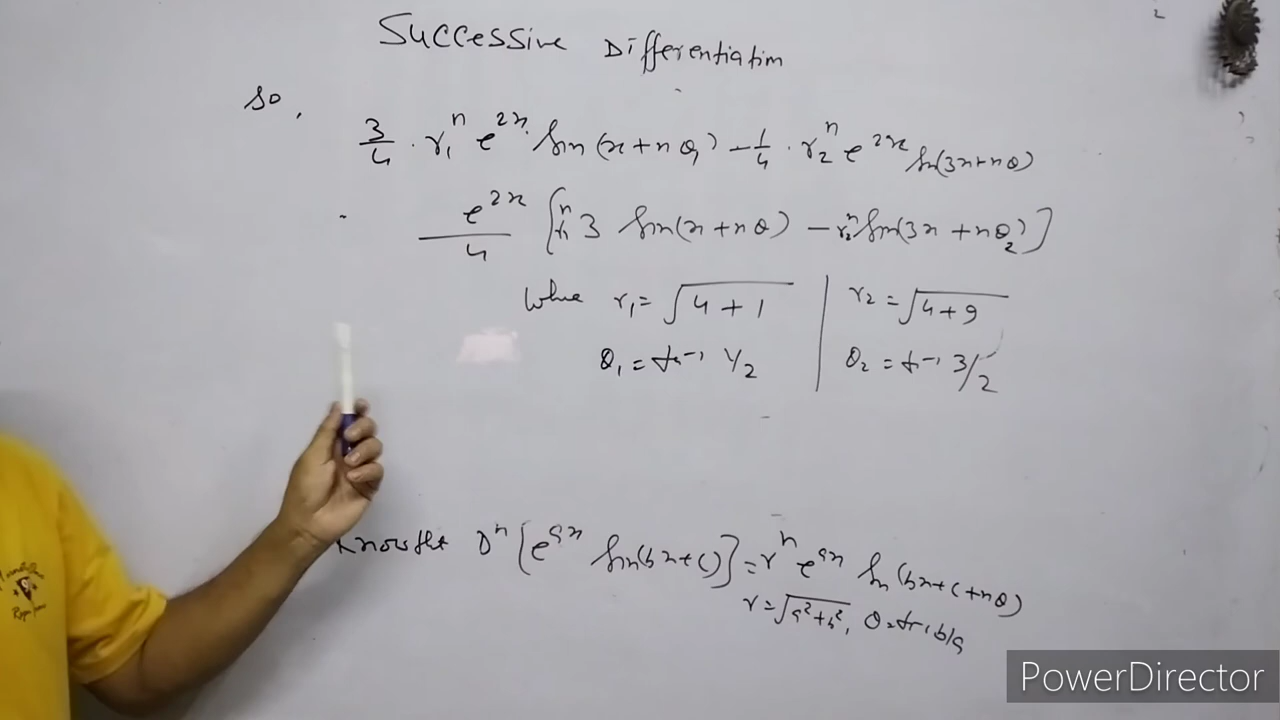 Successive Differentiation
So,
3/4 · r₁ⁿ e²ˣ sin(x+nθ₁) – 1/4 · r₂ⁿ e²ˣ sin(3x+nθ)
e²ˣ/4 [r₁ⁿ 3 sin(x+nθ) – r₂ⁿ sin(3x+nθ₂)]
where r₁ = √4+1 | r₂ = √4+9
θ₁ = tan⁻¹ 1/2 | θ₂ = t⁻¹ 3/2
Dⁿ[eᵃˣ sin(bx+c)] = rⁿ eᵃˣ sin(bx+c+nθ)
r = √a²+b², θ = tan⁻¹ b/a
PowerDirector